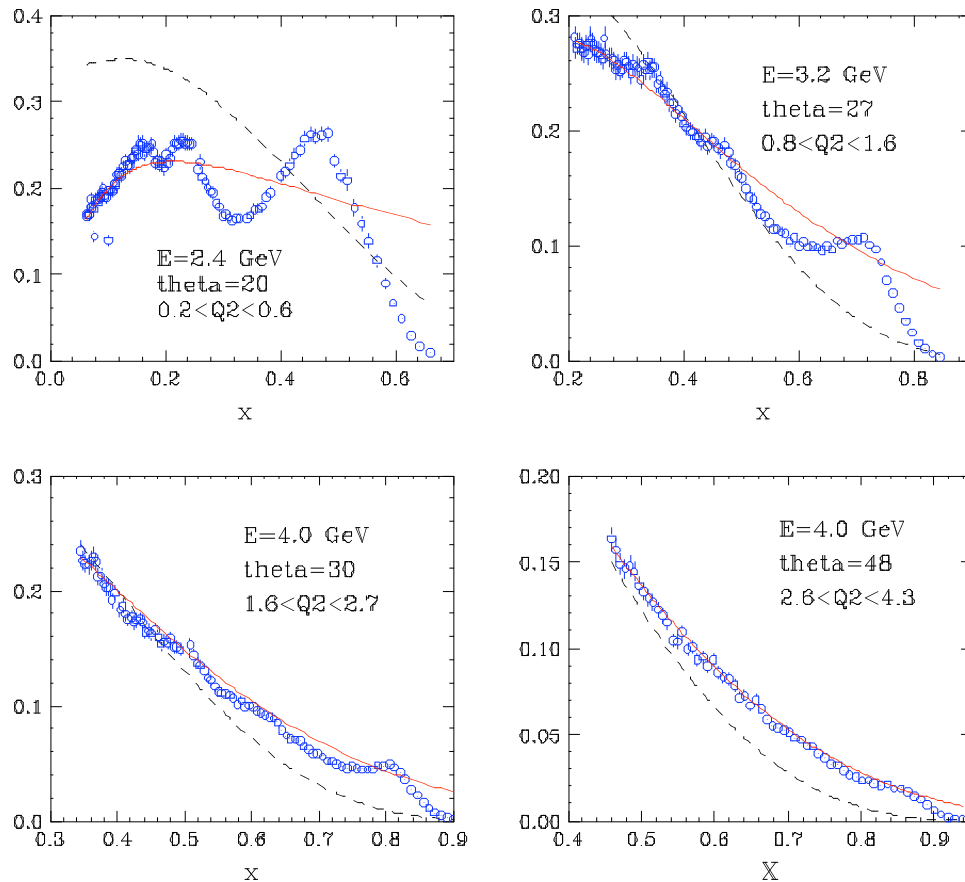 0.4
0.3
0.2
0.1
0.0
0.0 0.2 0.4 0.6
x
E=2.4 GeV
theta=20
0.2<Q2<0.6
0.3
0.2
0.1
0.0
0.2 0.4 0.6 0.8
x
E=3.2 GeV
theta=27
0.8<Q2<1.6
0.3
0.2
0.1
0.0
0.3 0.4 0.5 0.6 0.7 0.8 0.9
x
E=4.0 GeV
theta=30
1.6<Q2<2.7
0.20
0.15
0.10
0.05
0.00
0.4 0.5 0.6 0.7 0.8 0.9
X
E=4.0 GeV
theta=48
2.6<Q2<4.3